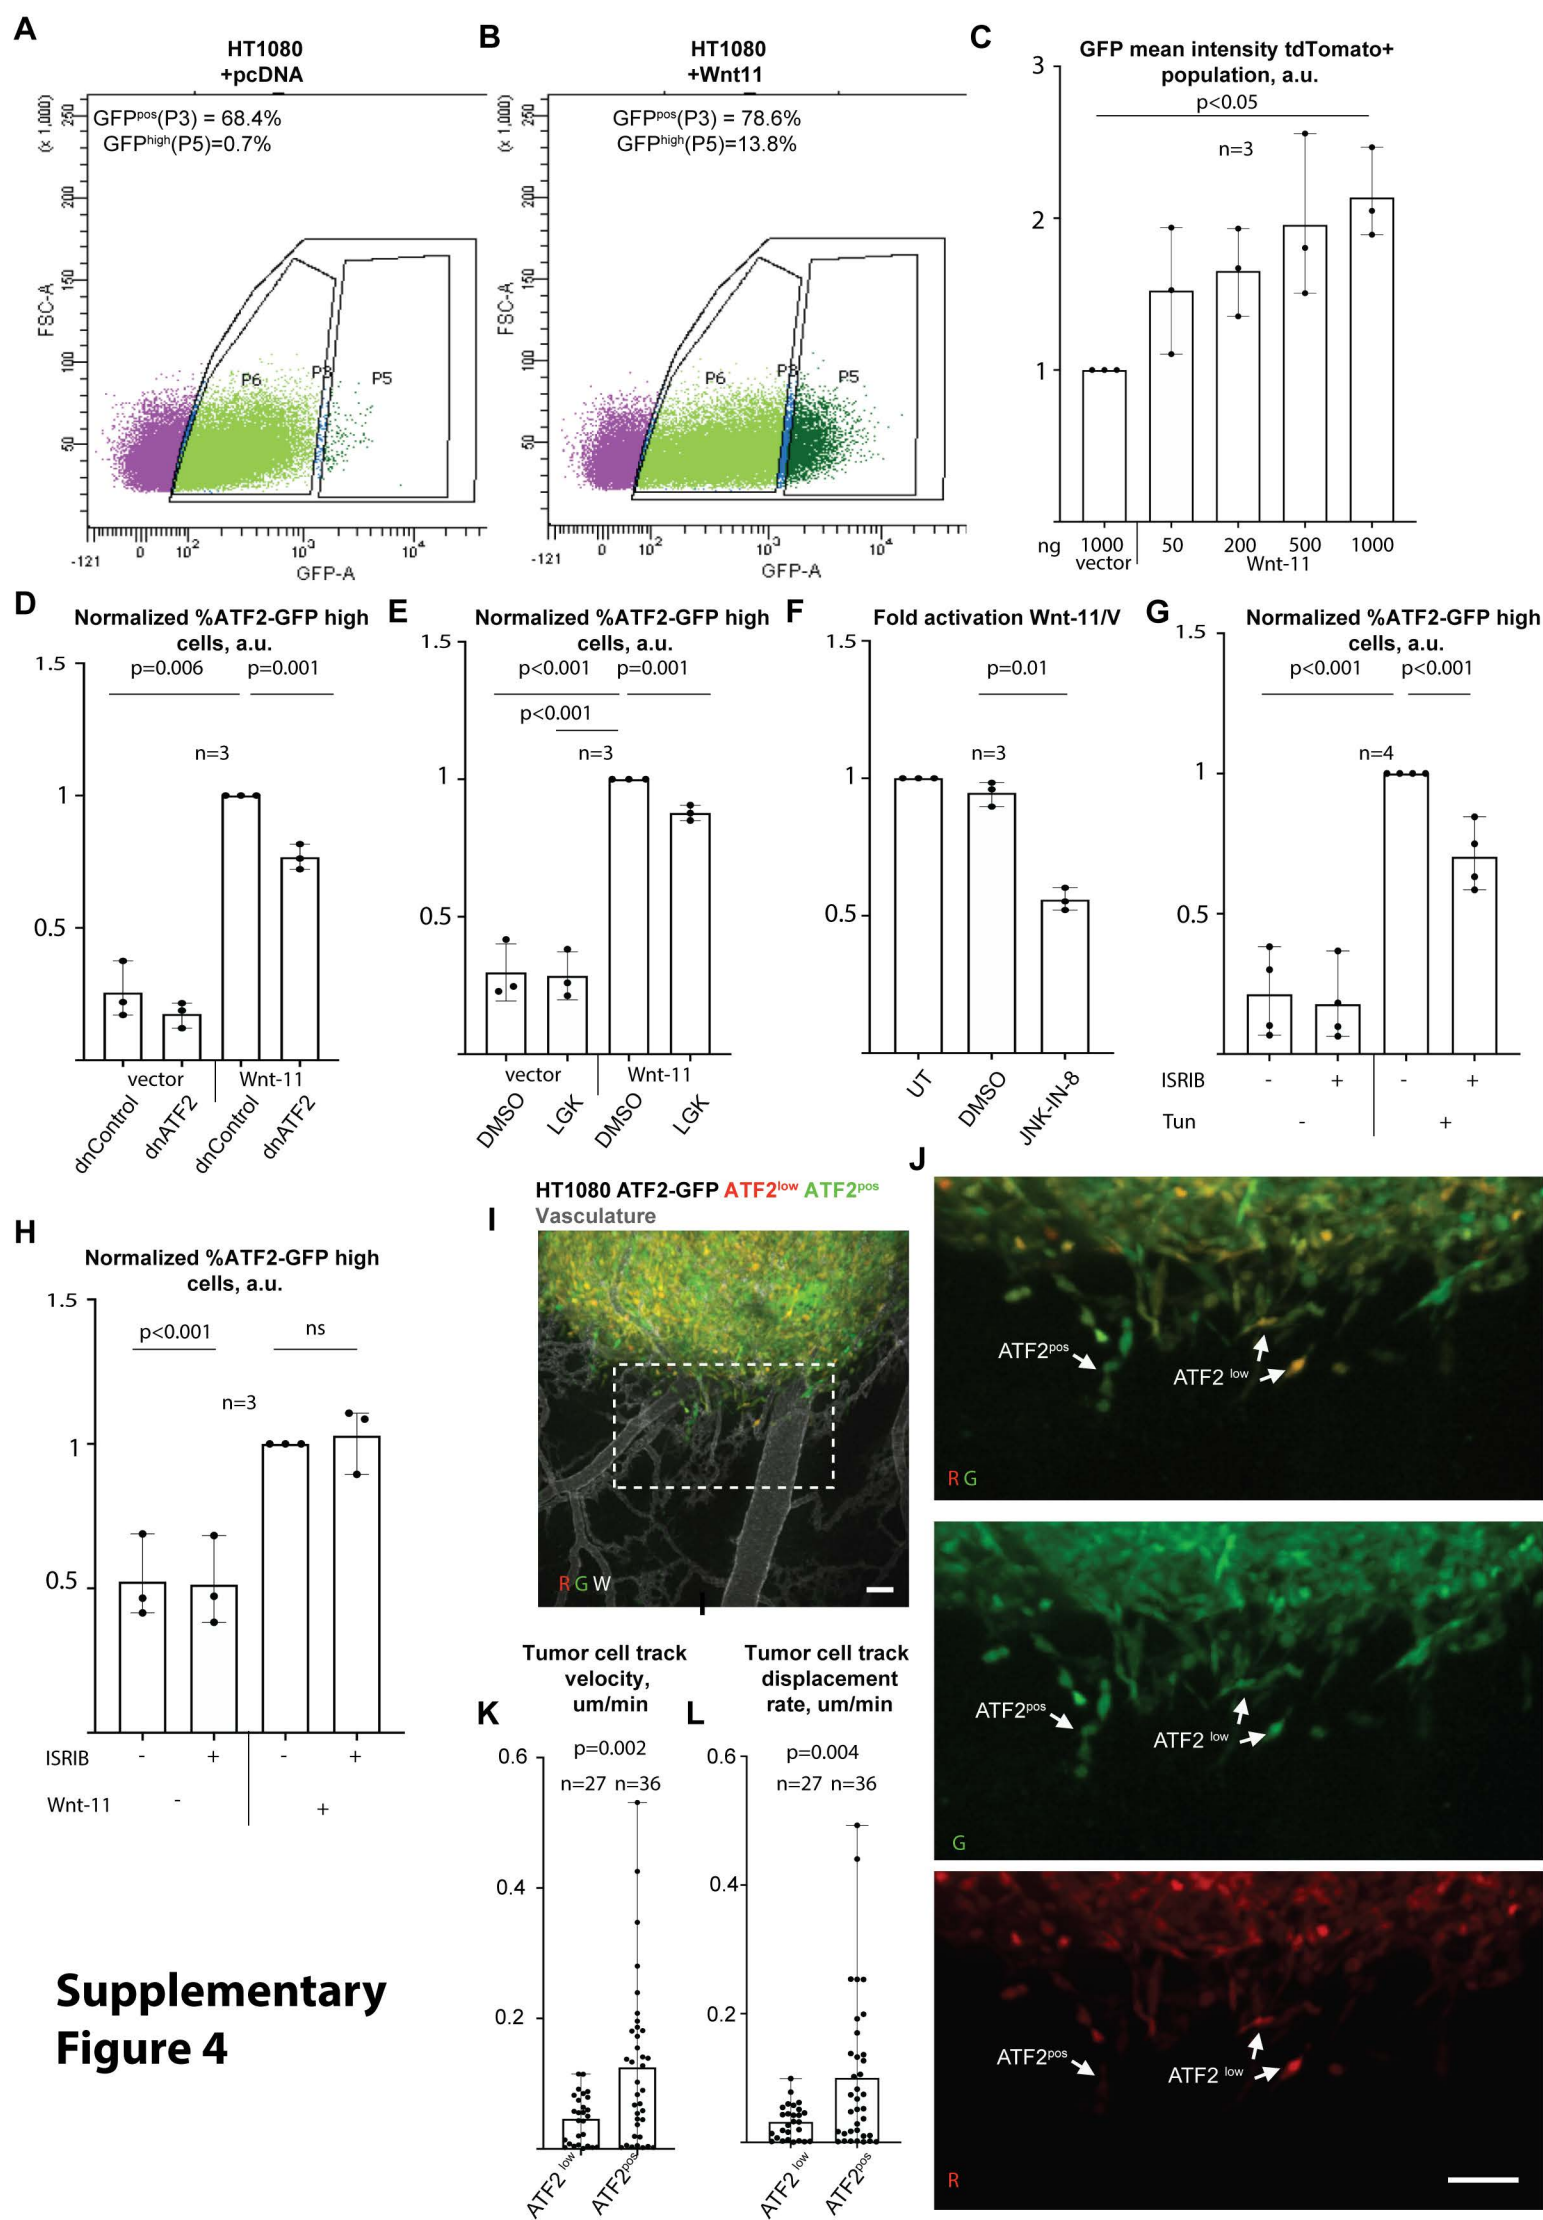 A
HT1080
+pcDNA
GFPpos(P3) = 68.4%
GFPhigh(P5)=0.7%
(x 1,000)
250
200
150
100
50
FSC-A
P6
P3
P5
-121
0
10²
10³
10⁴
GFP-A
B
HT1080
+Wnt11
GFPpos(P3) = 78.6%
GFPhigh(P5)=13.8%
(x 1,000)
250
200
150
100
50
FSC-A
P6
P3
P5
-121
0
10²
10³
10⁴
GFP-A
C
GFP mean intensity tdTomato+
population, a.u.
p<0.05
n=3
3
2
1
ng 1000 50 200 500 1000
vector Wnt-11
D
Normalized %ATF2-GFP high
cells, a.u.
p=0.006 p=0.001
n=3
1.5
1
0.5
vector Wnt-11
dnControl
dnATF2
dnControl
dnATF2
E
Normalized %ATF2-GFP high
cells, a.u.
p<0.001 p=0.001
p<0.001
n=3
1.5
1
0.5
vector Wnt-11
DMSO
LGK
DMSO
LGK
F
Fold activation Wnt-11/V
p=0.01
n=3
1.5
1
0.5
UT
DMSO
JNK-IN-8
G
Normalized %ATF2-GFP high
cells, a.u.
p<0.001 p<0.001
n=4
1.5
1
0.5
ISRIB - + - +
Tun - +
H
Normalized %ATF2-GFP high
cells, a.u.
p<0.001 ns
n=3
1.5
1
0.5
ISRIB - + - +
Wnt-11 - +
I
HT1080 ATF2-GFP ATF2low ATF2pos
Vasculature
R G W
J
ATF2pos
ATF2 low
R G
ATF2pos
ATF2 low
G
ATF2pos
ATF2 low
R
K
Tumor cell track
velocity,
um/min
p=0.002
n=27 n=36
0.6
0.4
0.2
ATF2low
ATF2pos
L
Tumor cell track
displacement
rate, um/min
p=0.004
n=27 n=36
0.6
0.4
0.2
ATF2low
ATF2pos
Supplementary
Figure 4